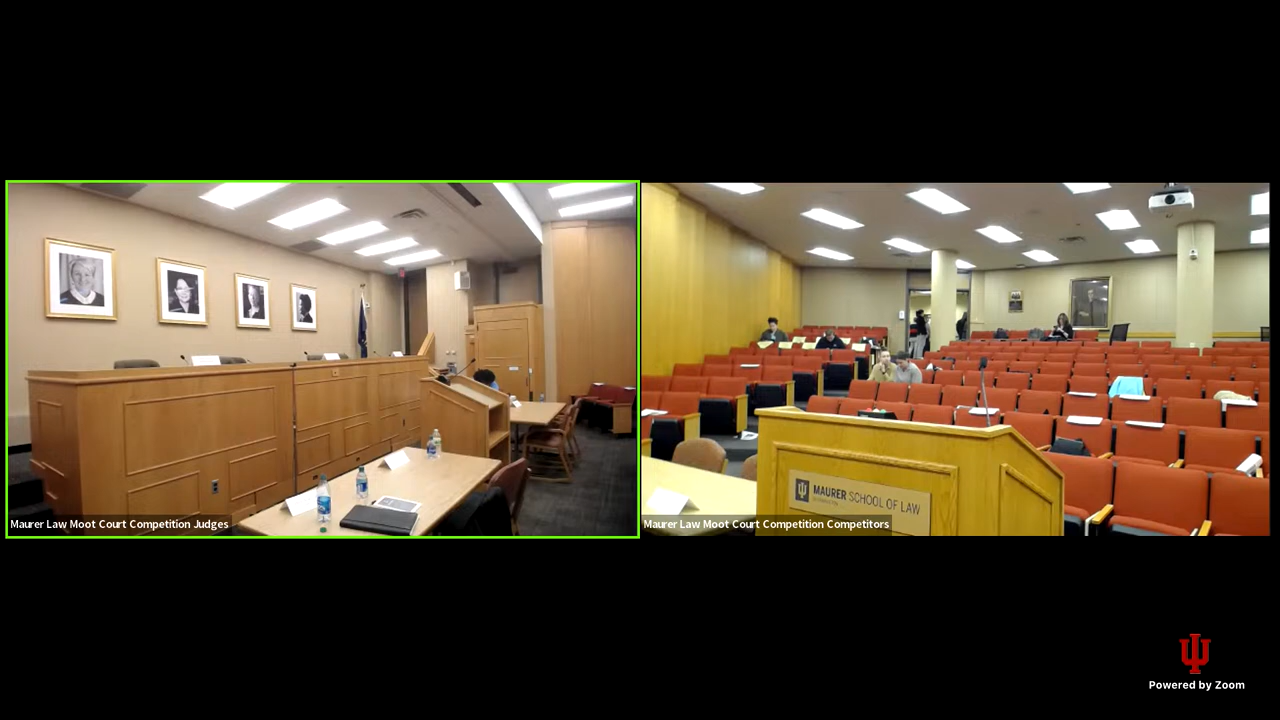 Maurer Law Moot Court Competition Judges
MAURER SCHOOL OF LAW
Maurer Law Moot Court Competition Competitors
Powered by Zoom